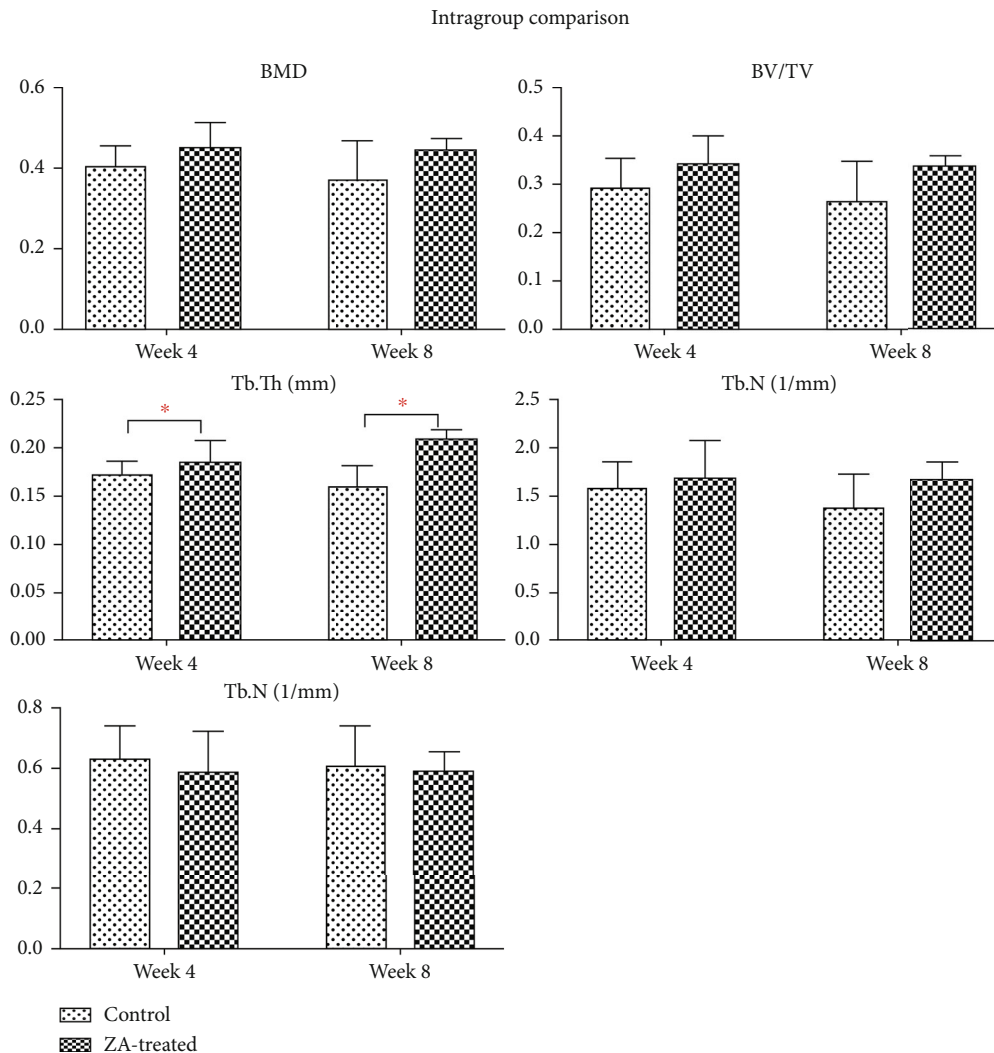 Intragroup comparison
BMD
0.6
0.4
0.2
0.0
Week 4
Week 8
BV/TV
0.5
0.4
0.3
0.2
0.1
0.0
Week 4
Week 8
Tb.Th (mm)
0.25
0.20
0.15
0.10
0.05
0.00
*
*
Week 4
Week 8
Tb.N (1/mm)
2.5
2.0
1.5
1.0
0.5
0.0
Week 4
Week 8
Tb.N (1/mm)
0.8
0.6
0.4
0.2
0.0
Week 4
Week 8
Control
ZA-treated